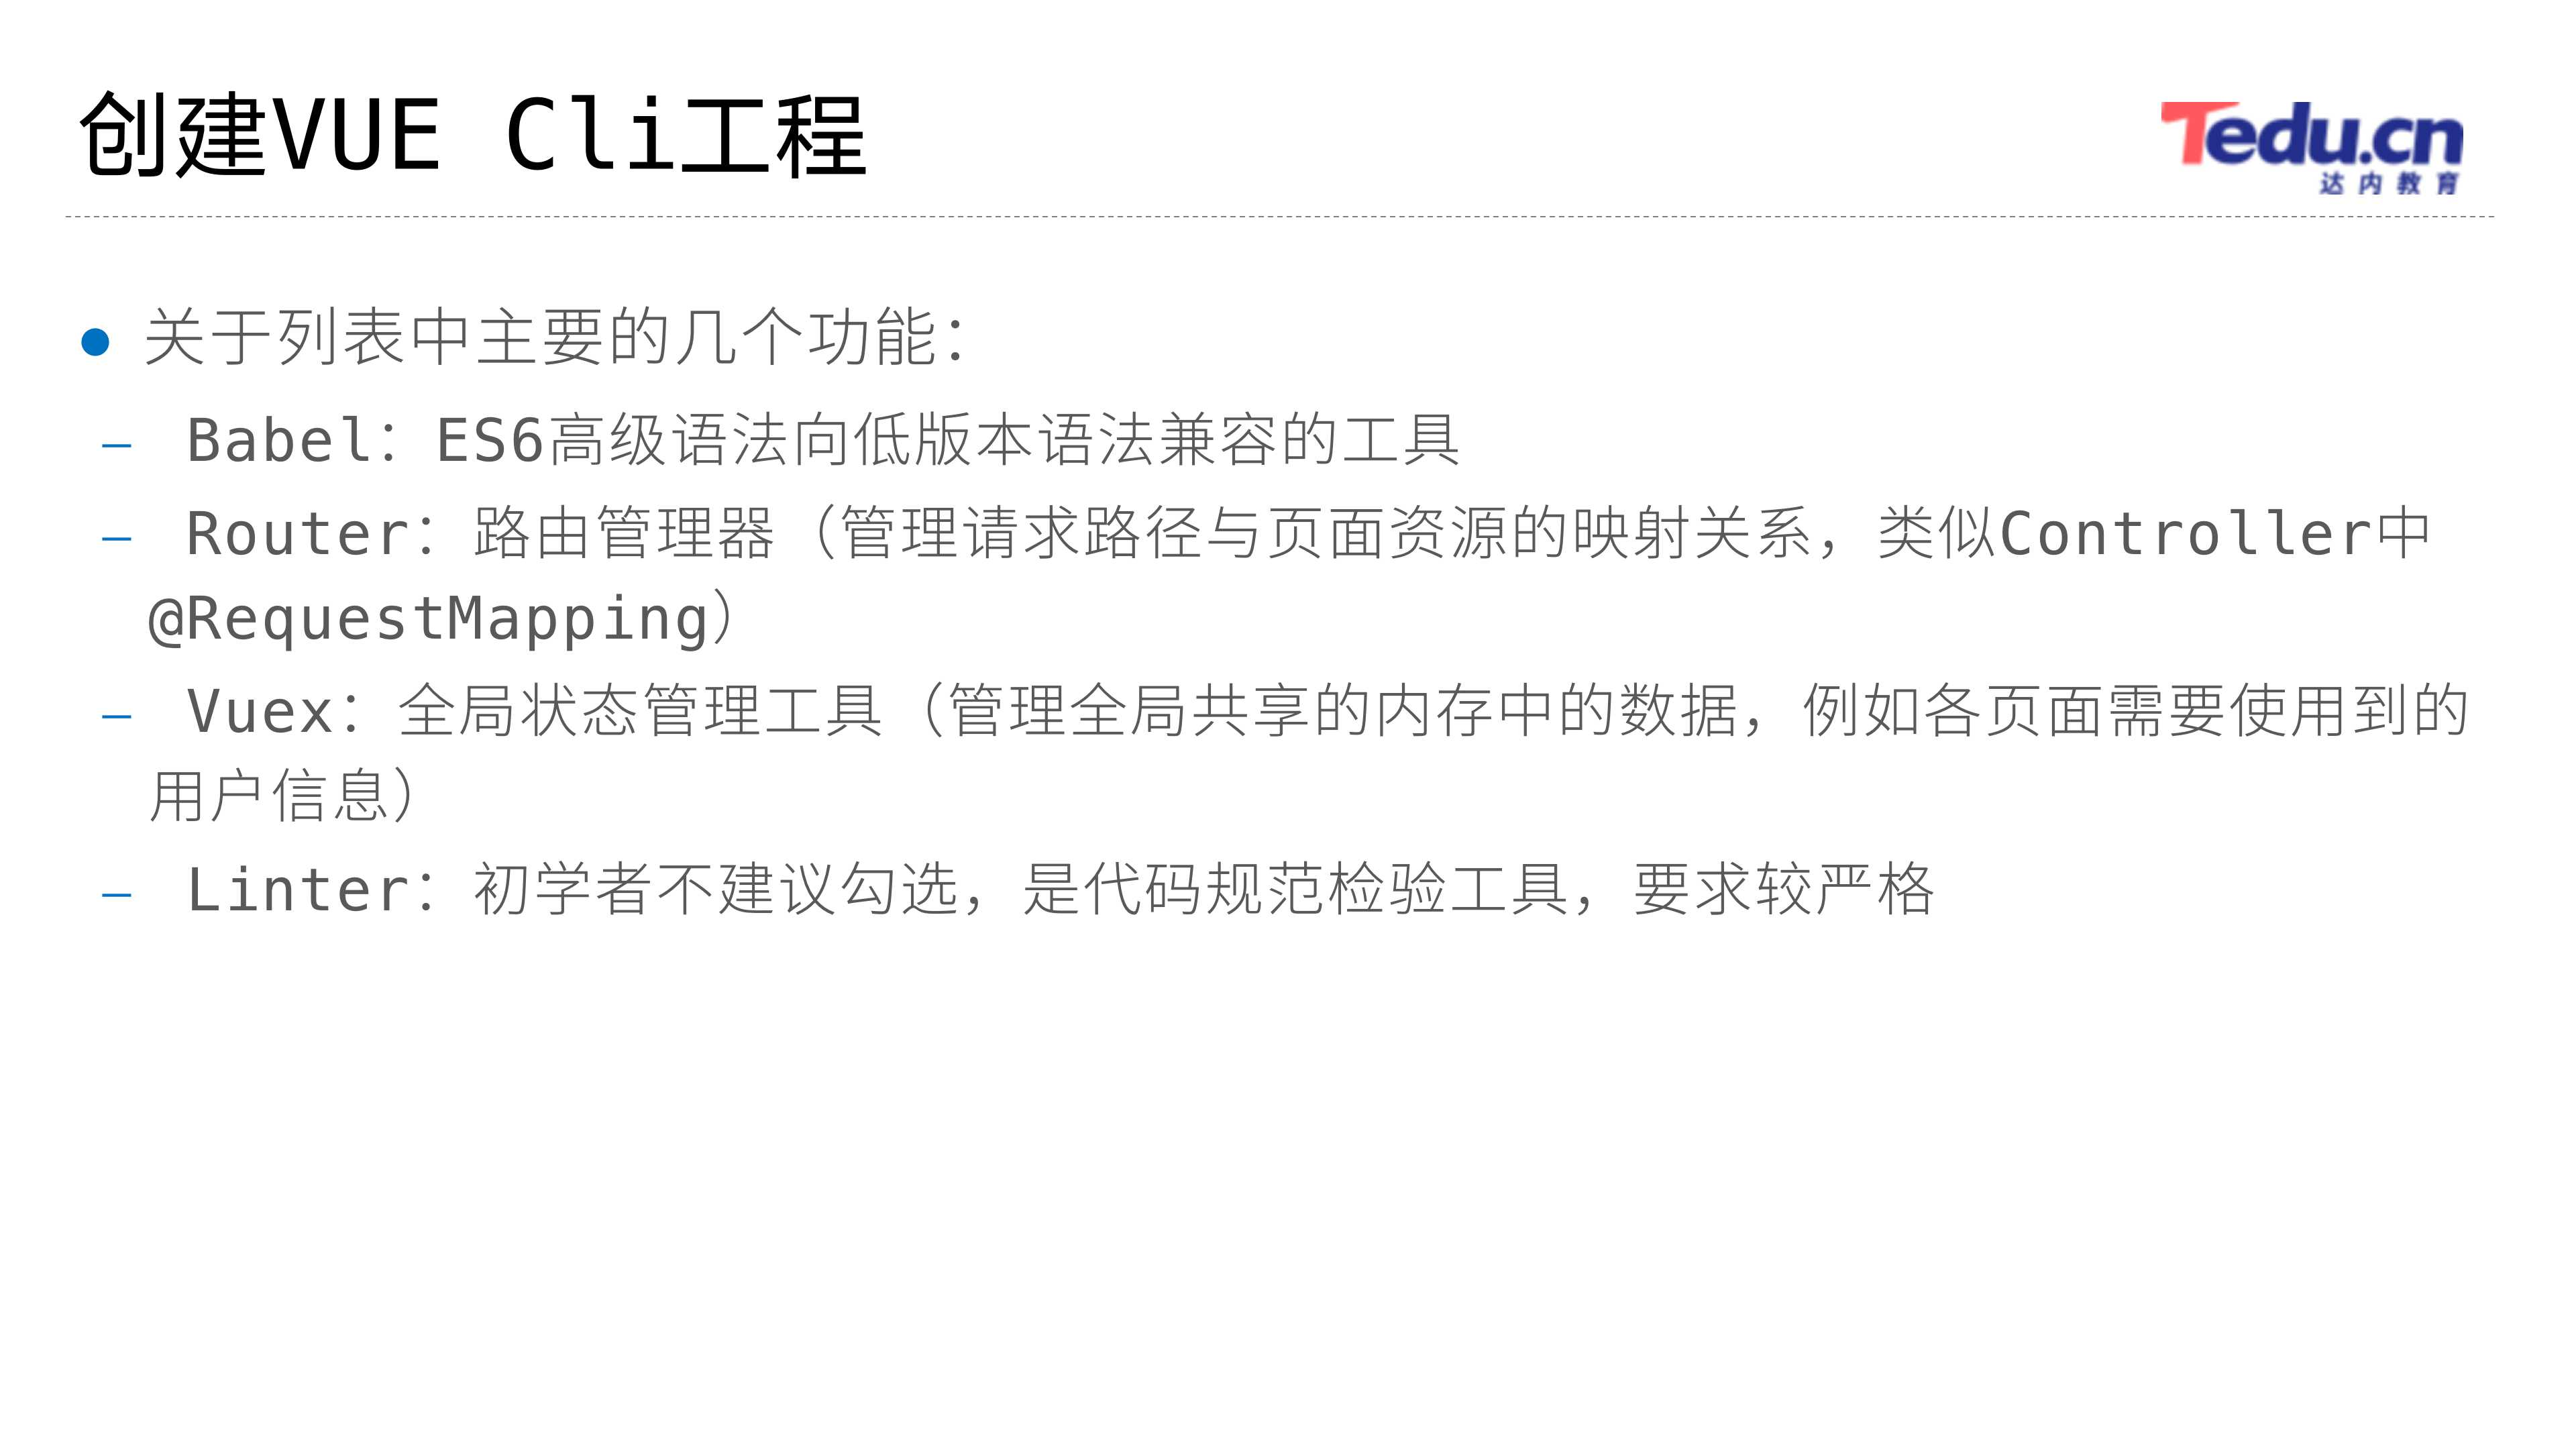 创建VUE Cli工程
Tedu.cn
达内教育
● 关于列表中主要的几个功能：
– Babel：ES6高级语法向低版本语法兼容的工具
– Router：路由管理器（管理请求路径与页面资源的映射关系，类似Controller中
@RequestMapping）
– Vuex：全局状态管理工具（管理全局共享的内存中的数据，例如各页面需要使用到的
用户信息）
– Linter：初学者不建议勾选，是代码规范检验工具，要求较严格